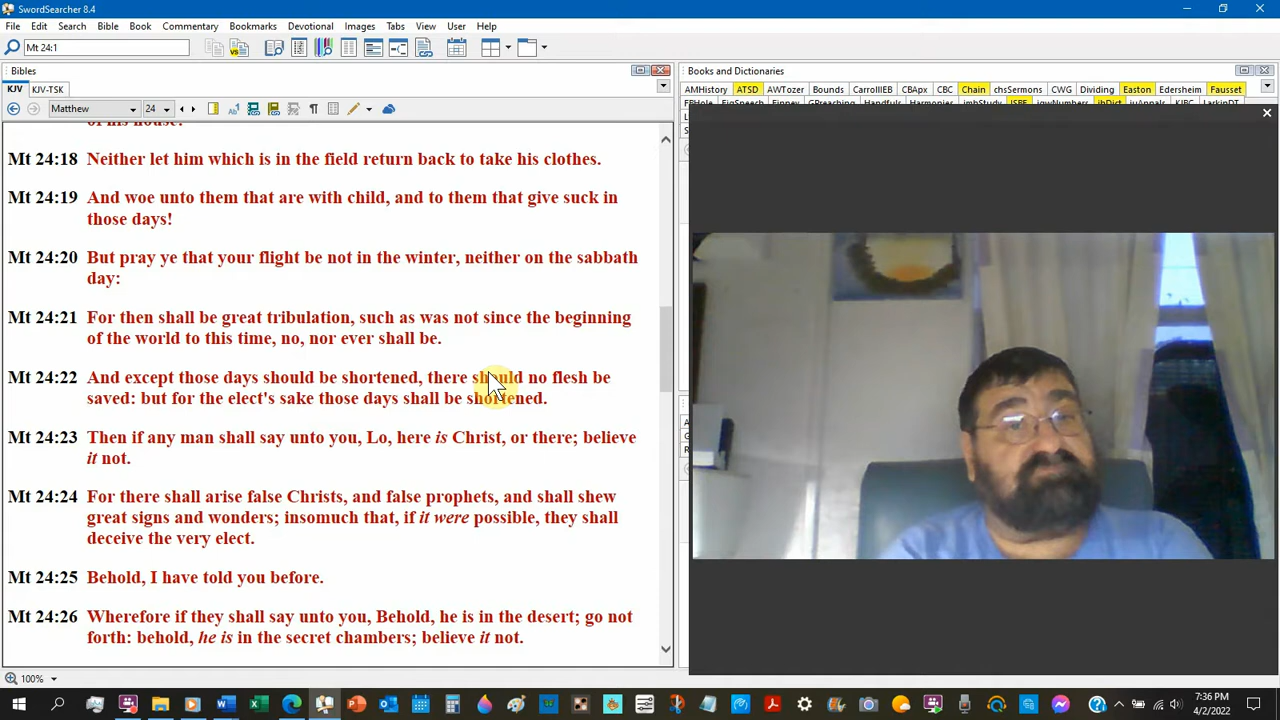 SwordSearcher 8.4
File Edit Search Bible Book Commentary Bookmarks Devotional Images Tabs View User Help
Mt 24:1
Bibles
KJV KJV-TSK
Matthew 24
of his house!
Mt 24:18 Neither let him which is in the field return back to take his clothes.
Mt 24:19 And woe unto them that are with child, and to them that give suck in
those days!
Mt 24:20 But pray ye that your flight be not in the winter, neither on the sabbath
day:
Mt 24:21 For then shall be great tribulation, such as was not since the beginning
of the world to this time, no, nor ever shall be.
Mt 24:22 And except those days should be shortened, there should no flesh be
saved: but for the elect's sake those days shall be shortened.
Mt 24:23 Then if any man shall say unto you, Lo, here is Christ, or there; believe
it not.
Mt 24:24 For there shall arise false Christs, and false prophets, and shall shew
great signs and wonders; insomuch that, if it were possible, they shall
deceive the very elect.
Mt 24:25 Behold, I have told you before.
Mt 24:26 Wherefore if they shall say unto you, Behold, he is in the desert; go not
forth: behold, he is in the secret chambers; believe it not.
100%
Books and Dictionaries
AMHistory ATSD AWTozer Bounds CarrollIEB CBApx CBC Chain chsSermons CWG Dividing Easton Edersheim Fausset
7:36 PM
4/2/2022